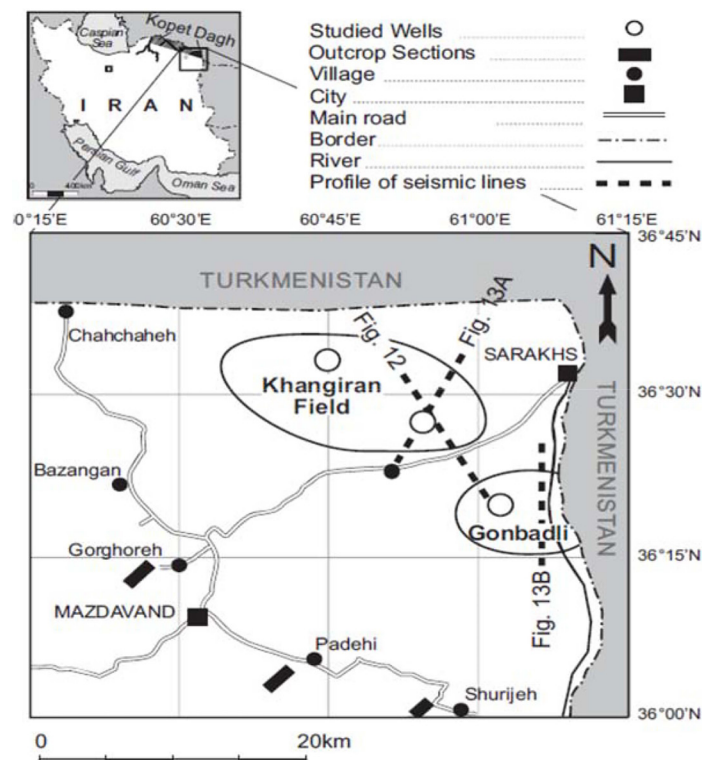 Caspian
Sea
Kopet Dagh
I R A N
Persian Gulf
Oman Sea
0 400km
Studied Wells
Outcrop Sections
Village
City
Main road
Border
River
Profile of seismic lines
0°15'E 60°30'E 60°45'E 61°00'E 61°15'E
36°45'N
TURKMENISTAN
N
Chahchaheh
Fig. 12
Fig. 13A
SARAKHS
Khangiran
Field
36°30'N
TURKMENISTAN
Bazangan
Gonbadli
Gorghoreh
36°15'N
Fig. 13B
MAZDAVAND
Padehi
Shurijeh
36°00'N
0 20km